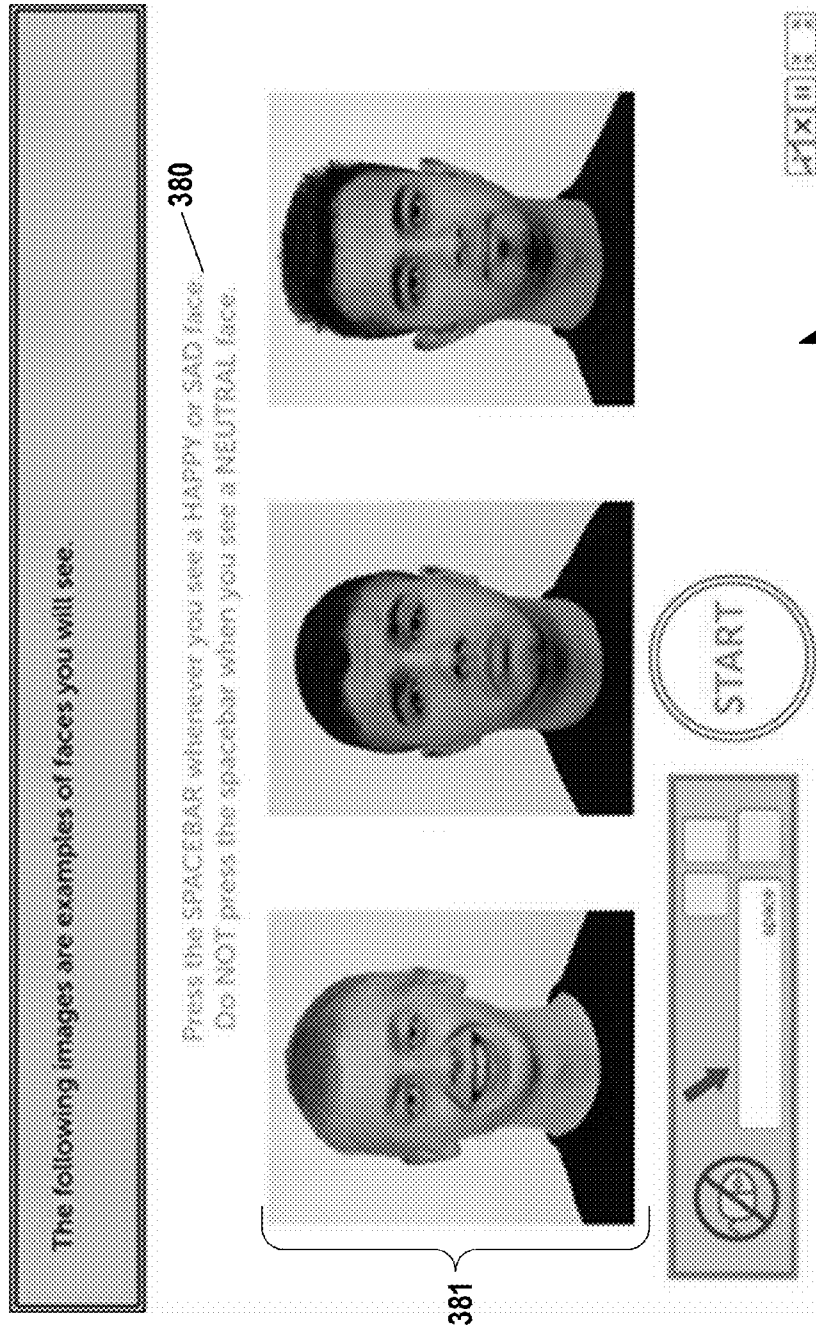 The following images are examples of faces you will see.
Press the SPACEBAR whenever you see a HAPPY or SAD face.
Do NOT press the spacebar when you see a NEUTRAL face.
380
381
space
START